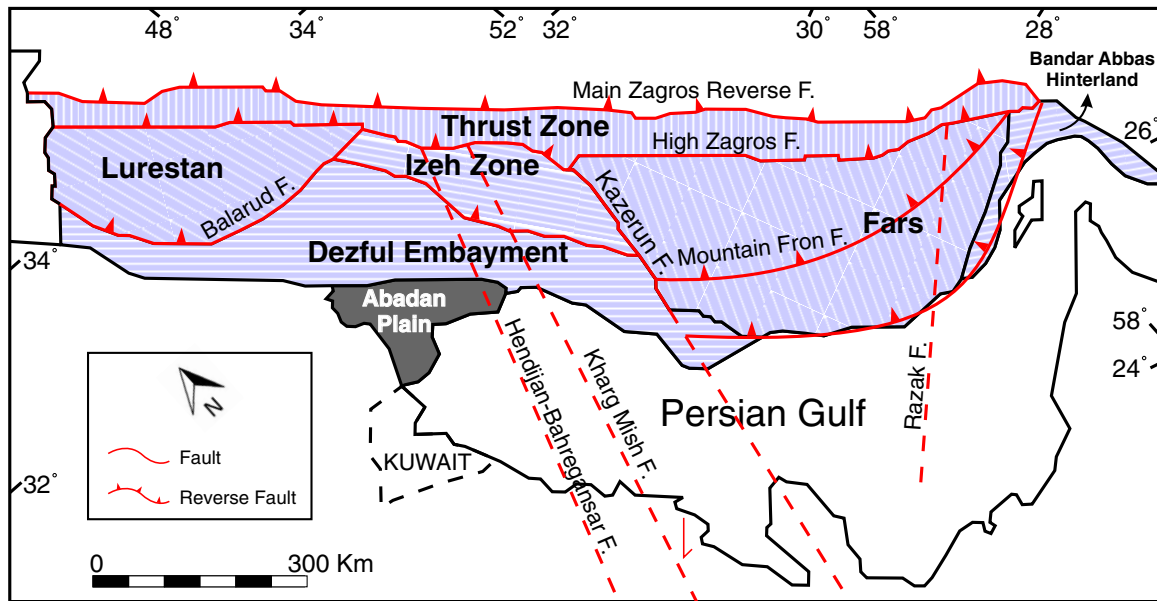 48° 34° 52° 32° 30° 58° 28°
Bandar Abbas
Hinterland
Main Zagros Reverse F.
Thrust Zone
High Zagros F.
26°
Lurestan
Izeh Zone
Balarud F.
Kazerun F.
Fars
Dezful Embayment
Mountain Fron F.
34°
Abadan
Plain
58°
24°
Hendijan-Bahregansar F.
Kharg Mish F.
Razak F.
Persian Gulf
N
KUWAIT
Fault
Reverse Fault
32°
0 300 Km